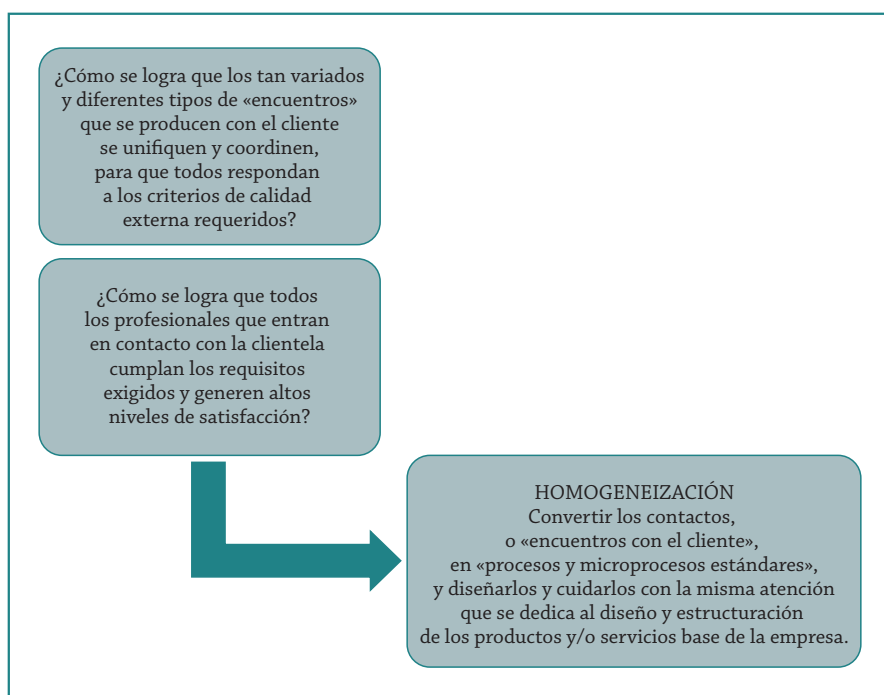 ¿Cómo se logra que los tan variados
y diferentes tipos de «encuentros»
que se producen con el cliente
se unifiquen y coordinen,
para que todos respondan
a los criterios de calidad
externa requeridos?
¿Cómo se logra que todos
los profesionales que entran
en contacto con la clientela
cumplan los requisitos
exigidos y generen altos
niveles de satisfacción?
HOMOGENEIZACIÓN
Convertir los contactos,
o «encuentros con el cliente»,
en «procesos y microprocesos estándares»,
y diseñarlos y cuidarlos con la misma atención
que se dedica al diseño y estructuración
de los productos y/o servicios base de la empresa.